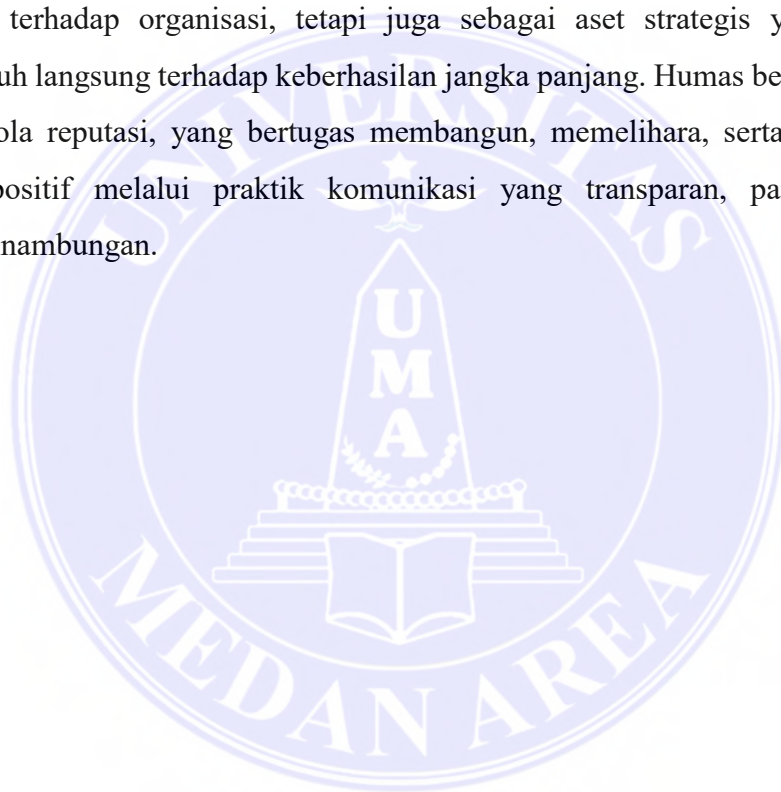 terhadap organisasi, tetapi juga sebagai aset strategis y
uh langsung terhadap keberhasilan jangka panjang. Humas be
ola reputasi, yang bertugas membangun, memelihara, serta
positif melalui praktik komunikasi yang transparan, pa
nambungan.
UNIVERSITAS
U
M
A
MEDAN AREA